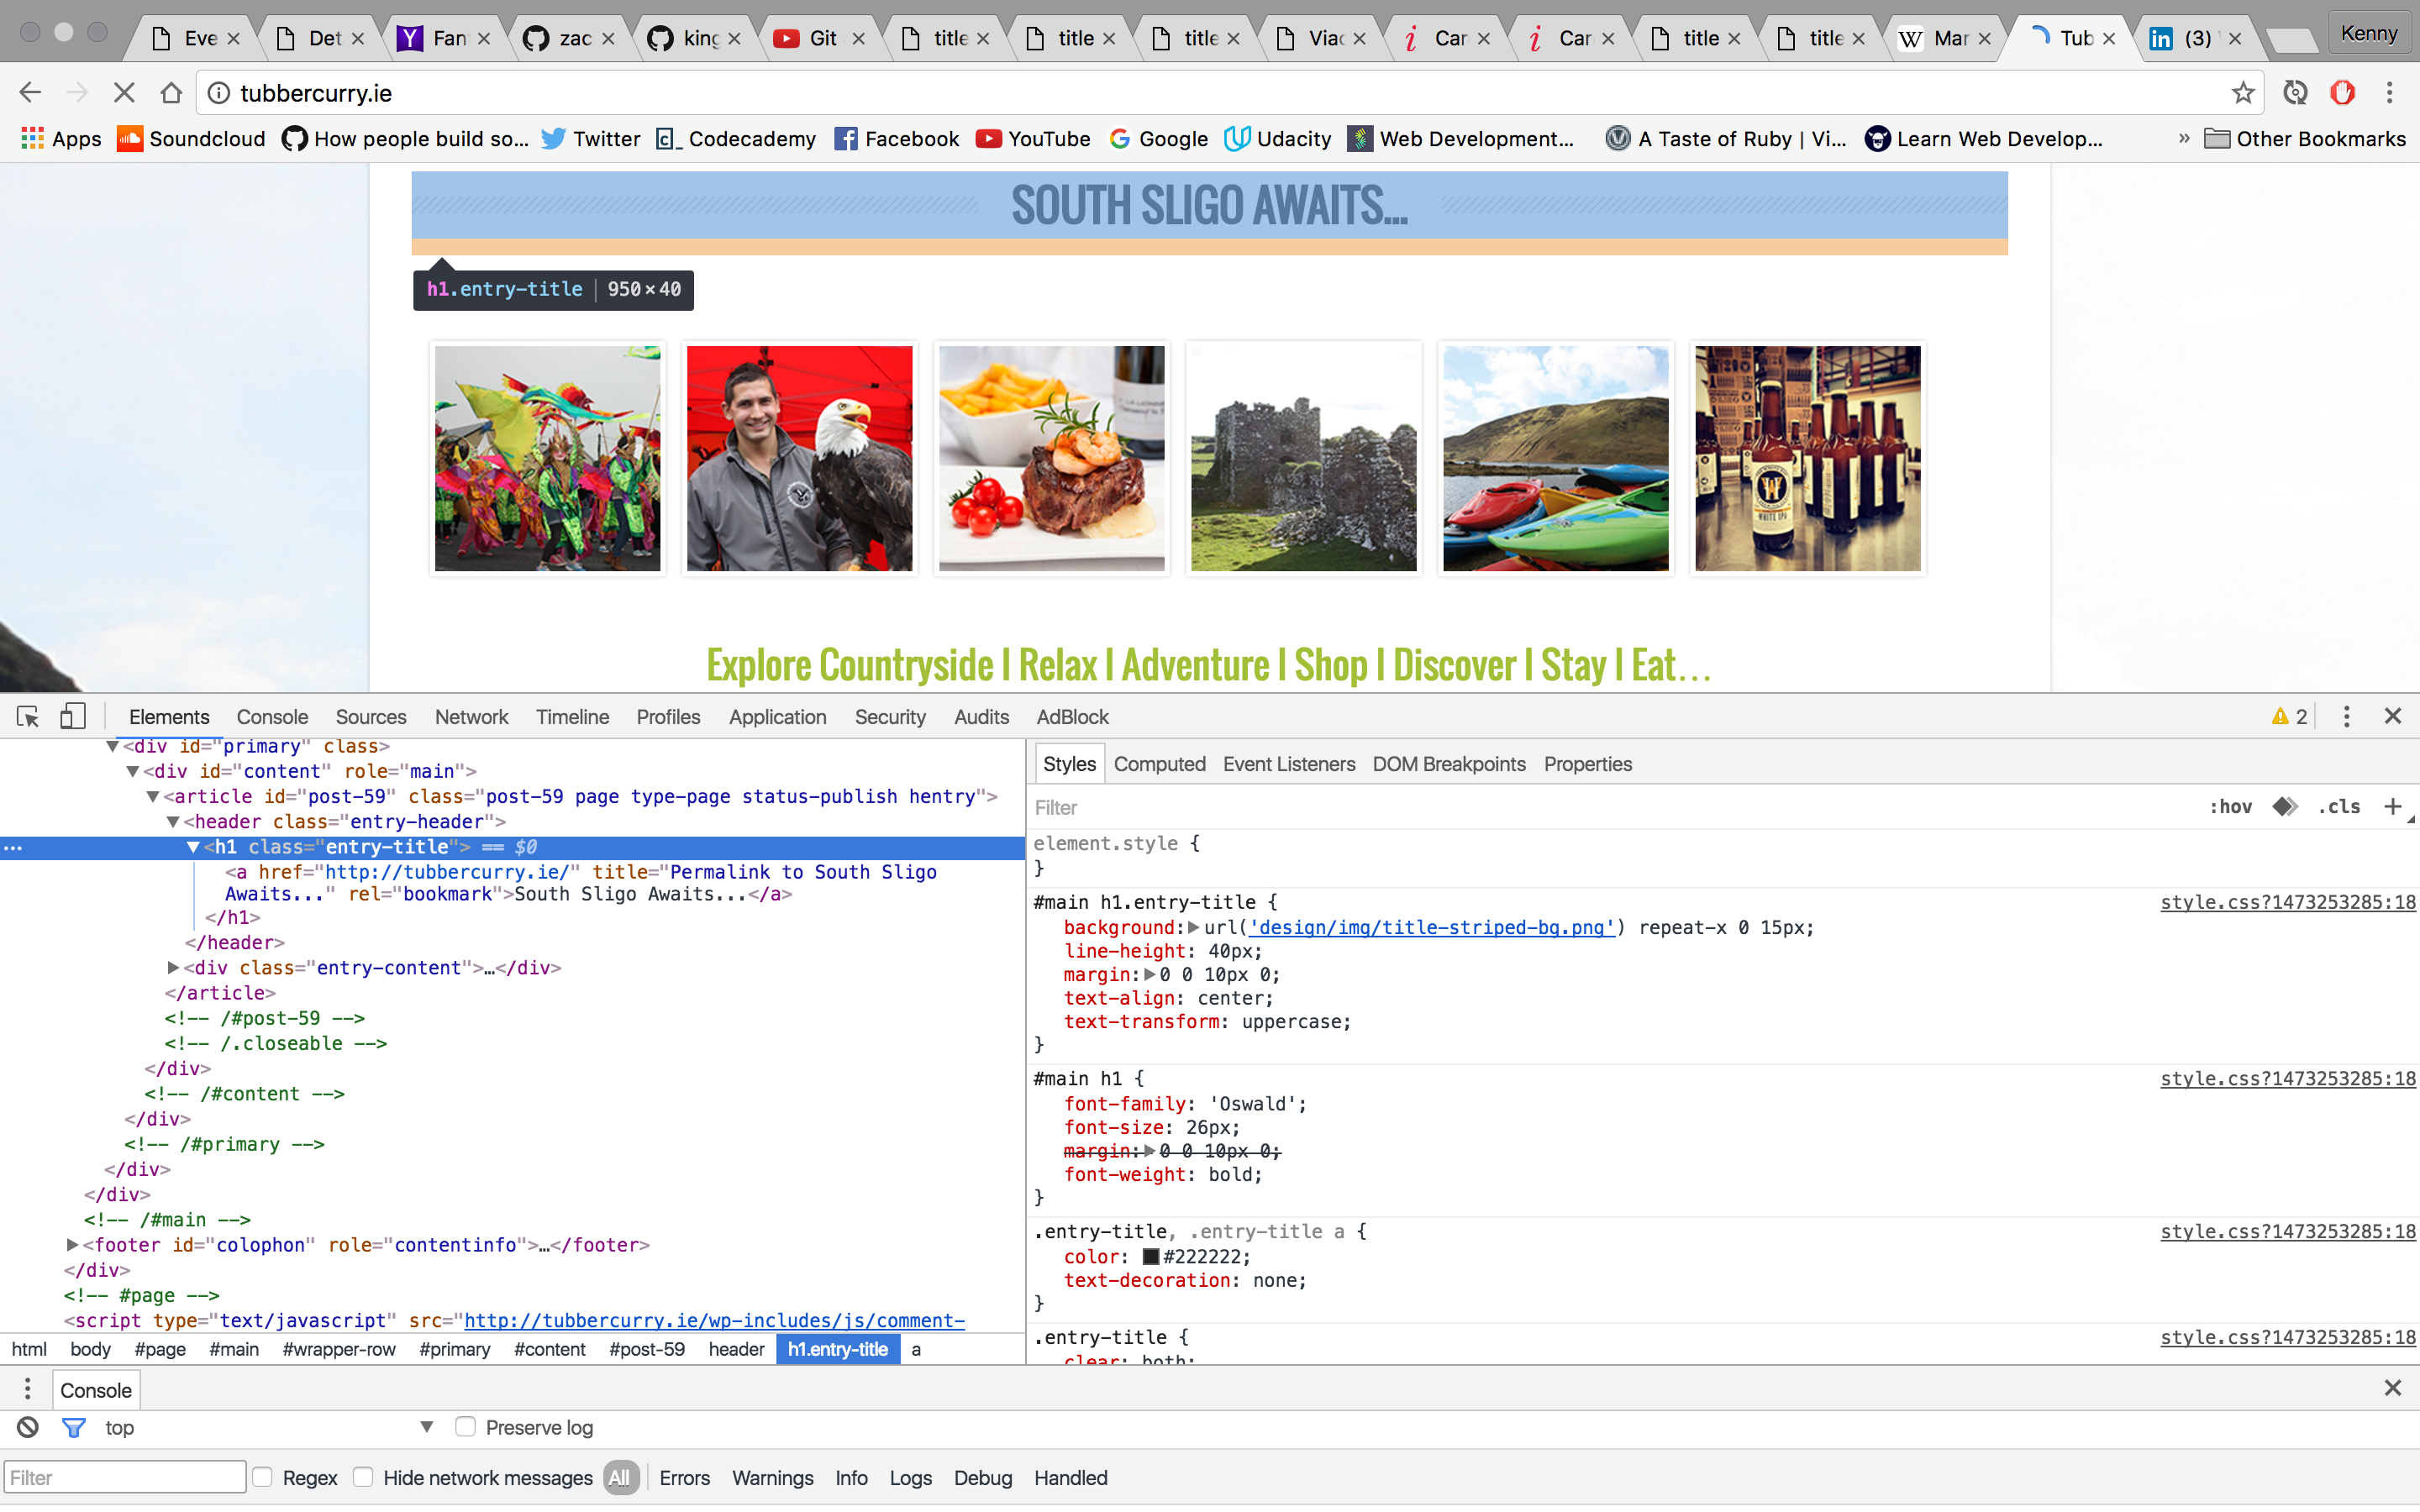 Eve Det Fan zac king Git title title title Viac Car Car title title Mar Tub (3) Kenny
tubbercurry.ie
Apps Soundcloud How people build so... Twitter Codecademy Facebook YouTube Google Udacity Web Development... A Taste of Ruby | Vi... Learn Web Develop... » Other Bookmarks
SOUTH SLIGO AWAITS...
h1.entry-title | 950 × 40
WHITE IPA
Explore Countryside I Relax I Adventure I Shop I Discover I Stay I Eat…
Elements Console Sources Network Timeline Profiles Application Security Audits AdBlock 2
<div id="primary" class>
<div id="content" role="main">
<article id="post-59" class="post-59 page type-page status-publish hentry">
<header class="entry-header">
<h1 class="entry-title"> == $0
<a href="http://tubbercurry.ie/" title="Permalink to South Sligo
Awaits..." rel="bookmark">South Sligo Awaits...</a>
</h1>
</header>
<div class="entry-content">…</div>
</article>
<!-- /#post-59 -->
<!-- /.closeable -->
</div>
<!-- /#content -->
</div>
<!-- /#primary -->
</div>
</div>
<!-- /#main -->
<footer id="colophon" role="contentinfo">…</footer>
</div>
<!-- #page -->
<script type="text/javascript" src="http://tubbercurry.ie/wp-includes/js/comment-
html body #page #main #wrapper-row #primary #content #post-59 header h1.entry-title a
Styles Computed Event Listeners DOM Breakpoints Properties
Filter :hov .cls +
element.style {
}
#main h1.entry-title { style.css?1473253285:18
background: url('design/img/title-striped-bg.png') repeat-x 0 15px;
line-height: 40px;
margin: 0 0 10px 0;
text-align: center;
text-transform: uppercase;
}
#main h1 { style.css?1473253285:18
font-family: 'Oswald';
font-size: 26px;
margin: 0 0 10px 0;
font-weight: bold;
}
.entry-title, .entry-title a { style.css?1473253285:18
color: #222222;
text-decoration: none;
}
.entry-title { style.css?1473253285:18
clear: both;
Console
top Preserve log
Filter Regex Hide network messages All Errors Warnings Info Logs Debug Handled